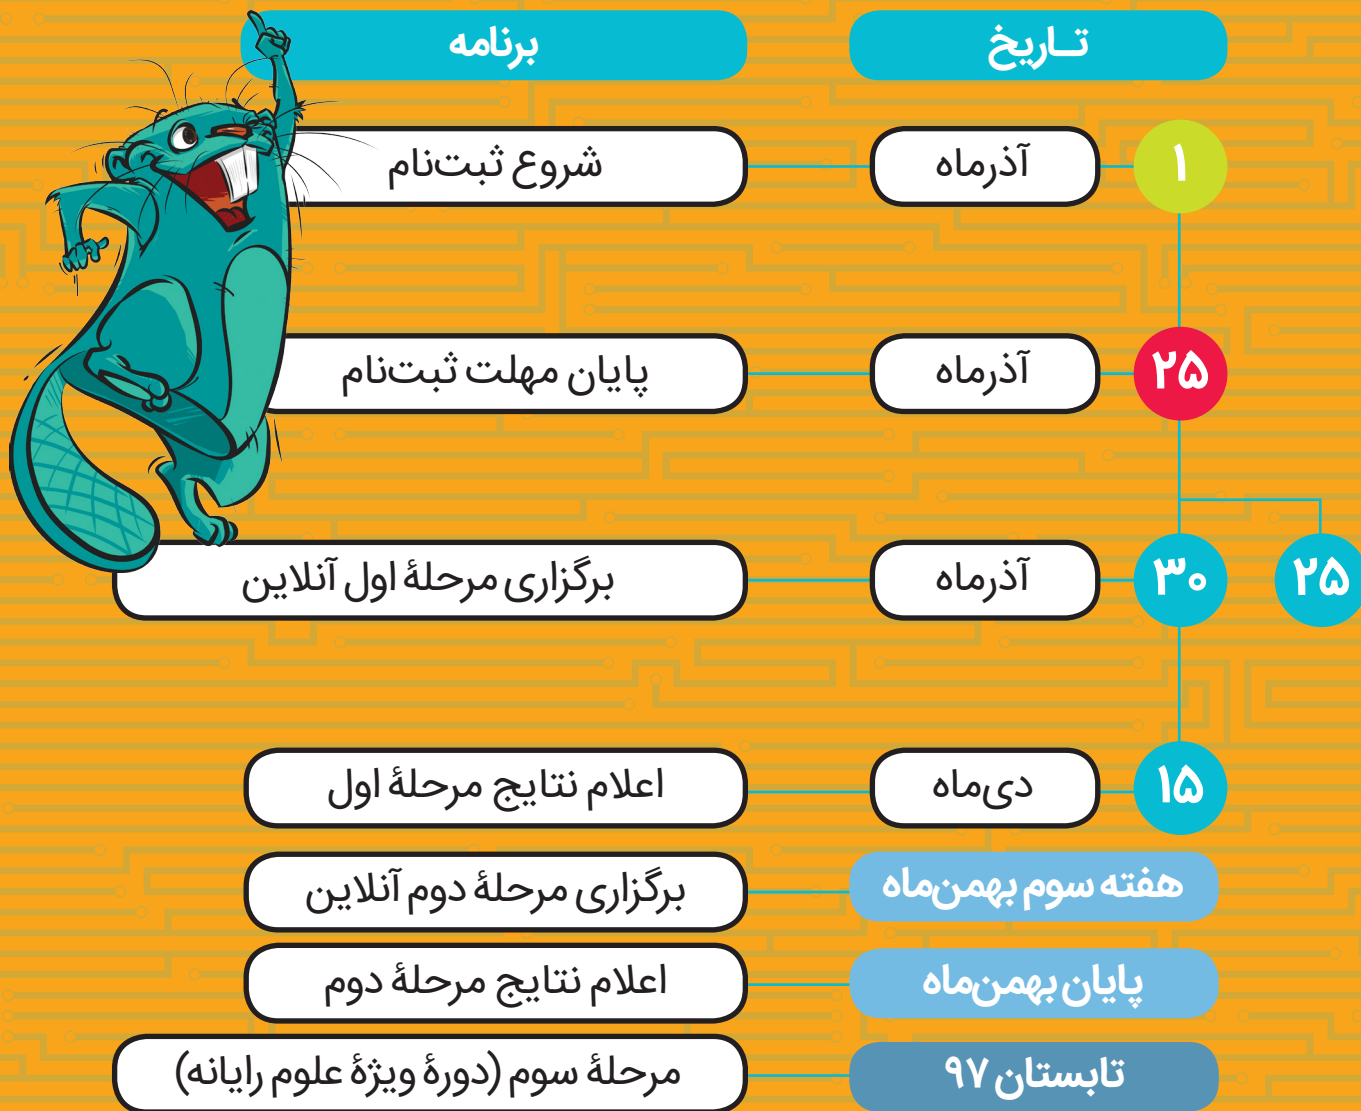 تـاریخ برنامه
۱ آذرماه شروع ثبت‌نام
۲۵ آذرماه پایان مهلت ثبت‌نام
۲۵ ۳۰ آذرماه برگزاری مرحلهٔ اول آنلاین
۱۵ دی‌ماه اعلام نتایج مرحلهٔ اول
هفته سوم بهمن‌ماه برگزاری مرحلهٔ دوم آنلاین
پایان بهمن‌ماه اعلام نتایج مرحلهٔ دوم
تابستان ۹۷ مرحلهٔ سوم (دورهٔ ویژهٔ علوم رایانه)